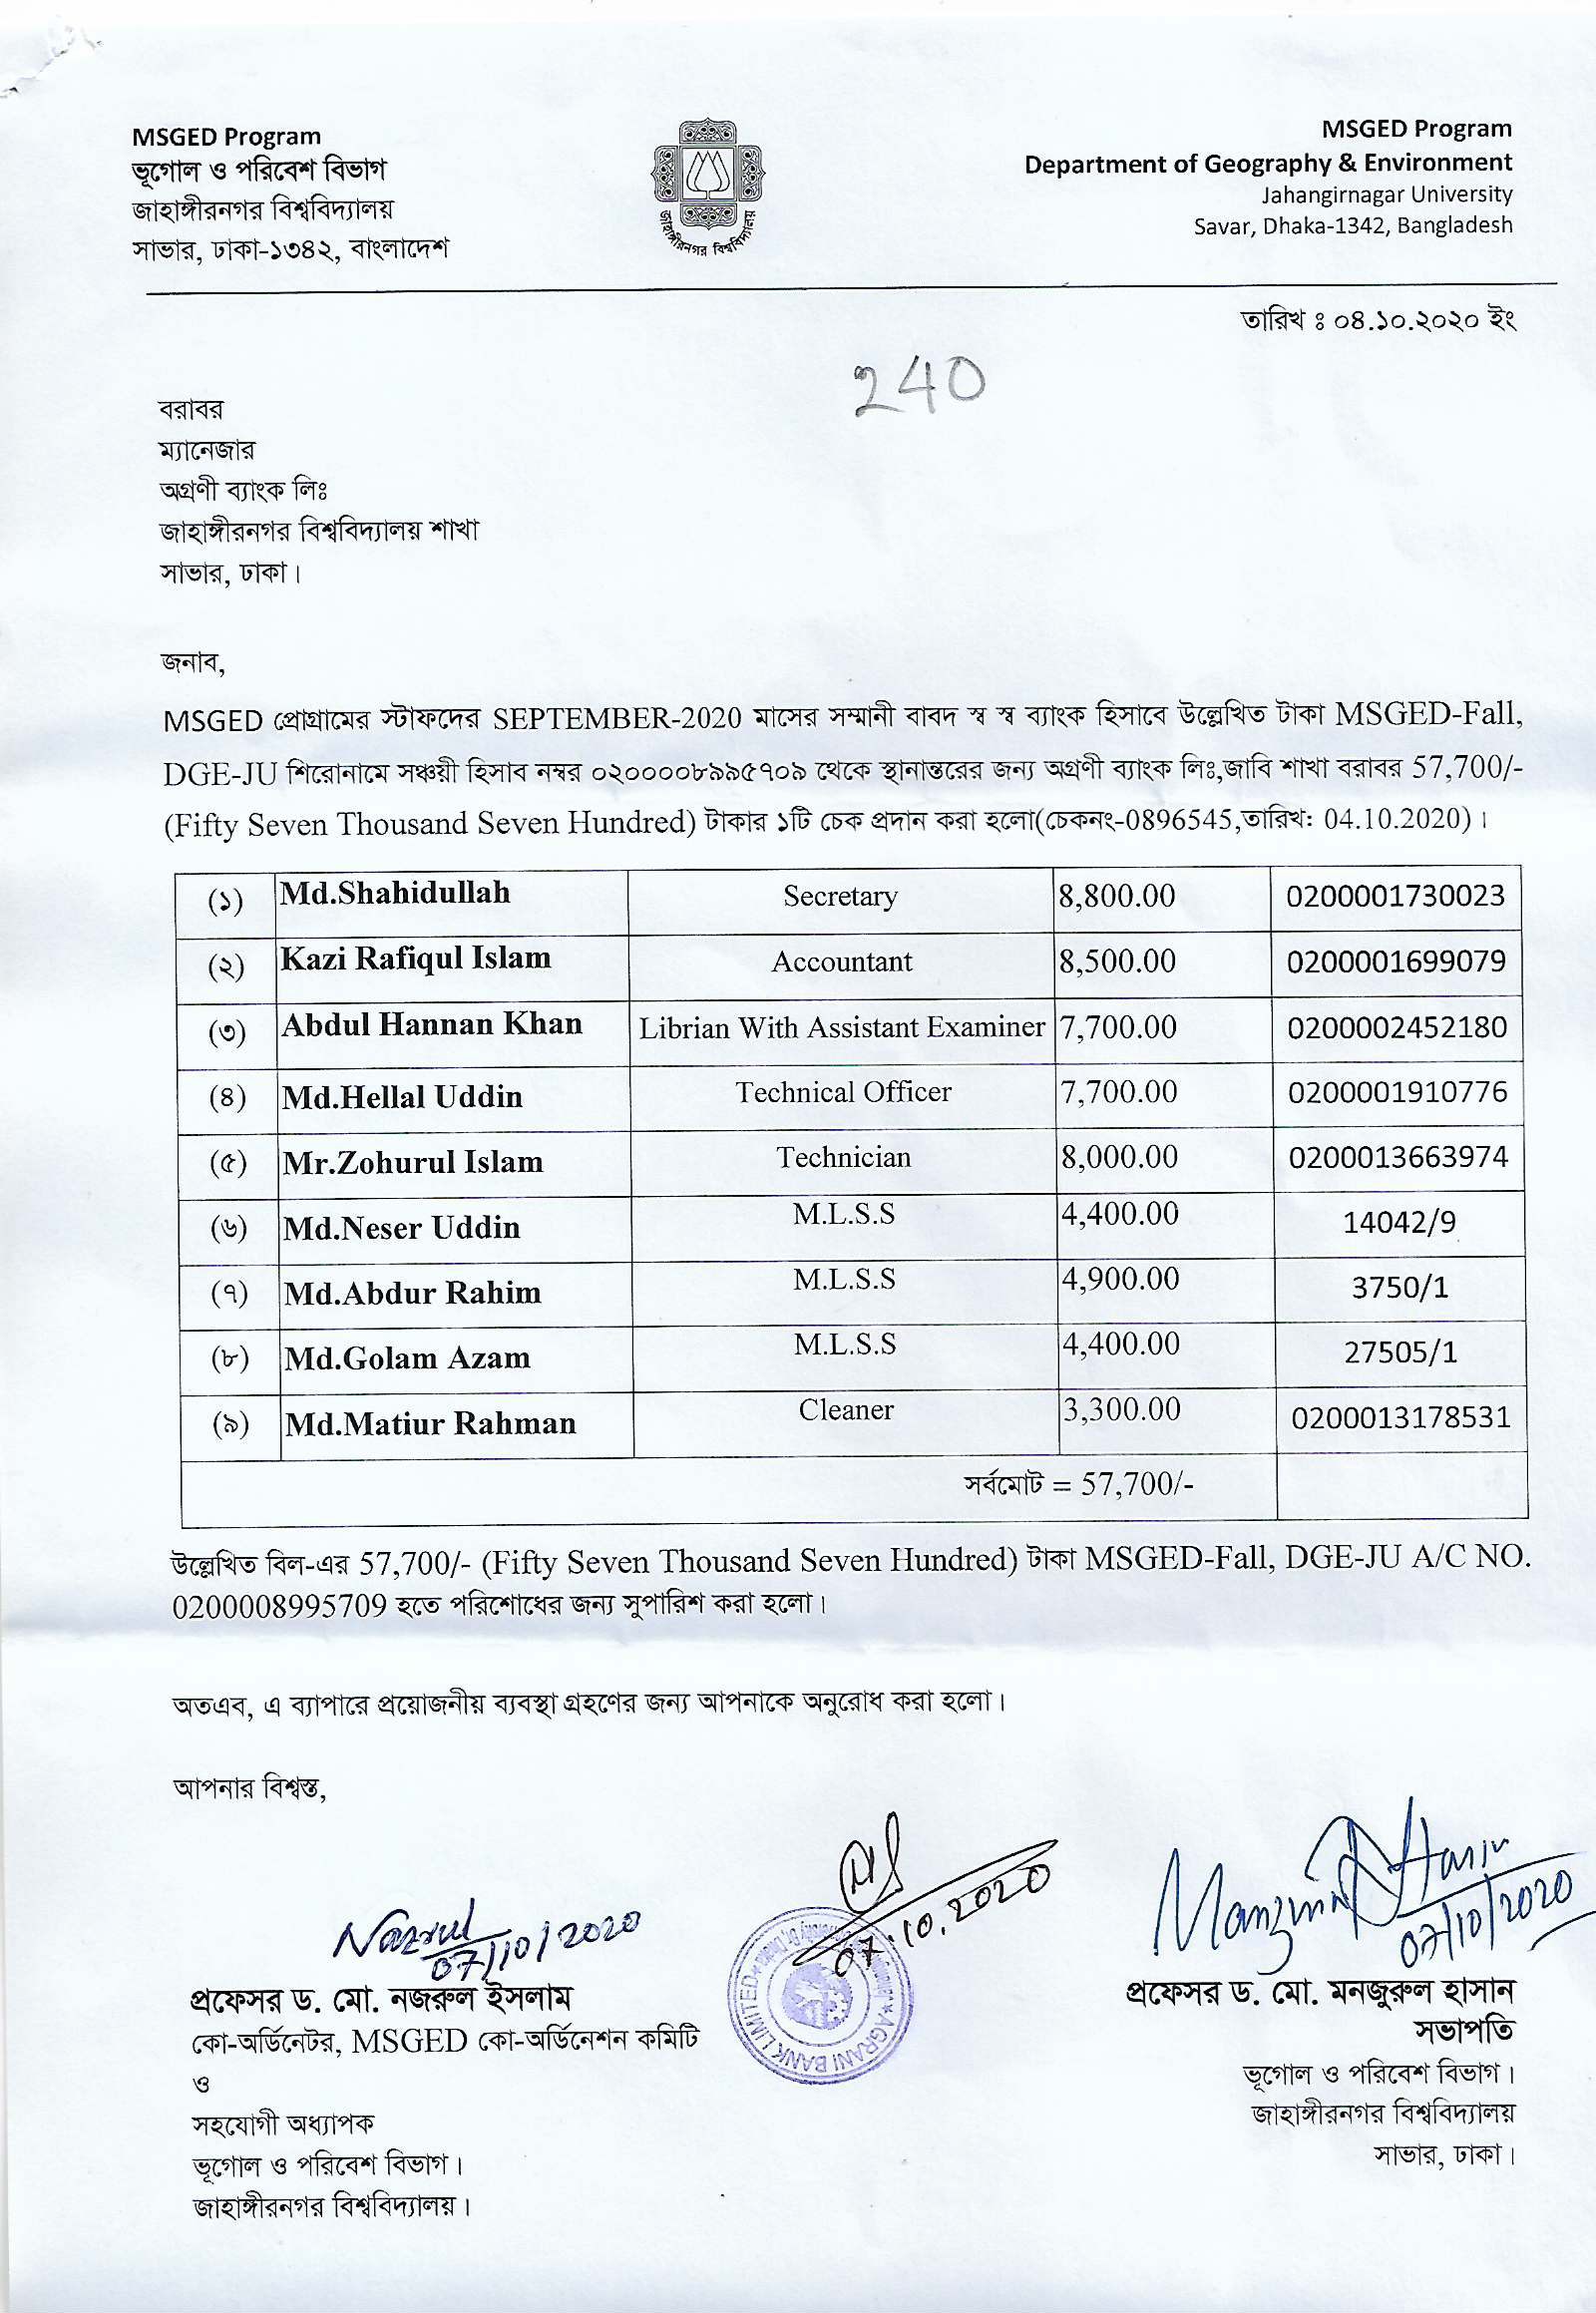 MSGED Program
ভূগোল ও পরিবেশ বিভাগ
জাহাঙ্গীরনগর বিশ্ববিদ্যালয়
সাভার, ঢাকা-১৩৪২, বাংলাদেশ
জাহাঙ্গীরনগর বিশ্ববিদ্যালয়
MSGED Program
Department of Geography & Environment
Jahangirnagar University
Savar, Dhaka-1342, Bangladesh
তারিখ ঃ ০৪.১০.২০২০ ইং
240
বরাবর
ম্যানেজার
অগ্রণী ব্যাংক লিঃ
জাহাঙ্গীরনগর বিশ্ববিদ্যালয় শাখা
সাভার, ঢাকা।
জনাব,
MSGED প্রোগ্রামের স্টাফদের SEPTEMBER-2020 মাসের সম্মানী বাবদ স্ব স্ব ব্যাংক হিসাবে উল্লেখিত টাকা MSGED-Fall,
DGE-JU শিরোনামে সঞ্চয়ী হিসাব নম্বর ০২০০০০৮৯৯৫৭০৯ থেকে স্থানান্তরের জন্য অগ্রণী ব্যাংক লিঃ,জাবি শাখা বরাবর 57,700/-
(Fifty Seven Thousand Seven Hundred) টাকার ১টি চেক প্রদান করা হলো(চেকনং-0896545,তারিখঃ 04.10.2020)।
(১) Md.Shahidullah Secretary 8,800.00 0200001730023
(২) Kazi Rafiqul Islam Accountant 8,500.00 0200001699079
(৩) Abdul Hannan Khan Librian With Assistant Examiner 7,700.00 0200002452180
(৪) Md.Hellal Uddin Technical Officer 7,700.00 0200001910776
(৫) Mr.Zohurul Islam Technician 8,000.00 0200013663974
(৬) Md.Neser Uddin M.L.S.S 4,400.00 14042/9
(৭) Md.Abdur Rahim M.L.S.S 4,900.00 3750/1
(৮) Md.Golam Azam M.L.S.S 4,400.00 27505/1
(৯) Md.Matiur Rahman Cleaner 3,300.00 0200013178531
সর্বমোট = 57,700/-
উল্লেখিত বিল-এর 57,700/- (Fifty Seven Thousand Seven Hundred) টাকা MSGED-Fall, DGE-JU A/C NO.
0200008995709 হতে পরিশোধের জন্য সুপারিশ করা হলো।
অতএব, এ ব্যাপারে প্রয়োজনীয় ব্যবস্থা গ্রহণের জন্য আপনাকে অনুরোধ করা হলো।
আপনার বিশ্বস্ত,
Nazrul
07/10/2020
প্রফেসর ড. মো. নজরুল ইসলাম
কো-অর্ডিনেটর, MSGED কো-অর্ডিনেশন কমিটি
ও
সহযোগী অধ্যাপক
ভূগোল ও পরিবেশ বিভাগ।
জাহাঙ্গীরনগর বিশ্ববিদ্যালয়।
07.10.2020
AGRANI BANK LIMITED
07/10/2020
প্রফেসর ড. মো. মনজুরুল হাসান
সভাপতি
ভূগোল ও পরিবেশ বিভাগ।
জাহাঙ্গীরনগর বিশ্ববিদ্যালয়
সাভার, ঢাকা।